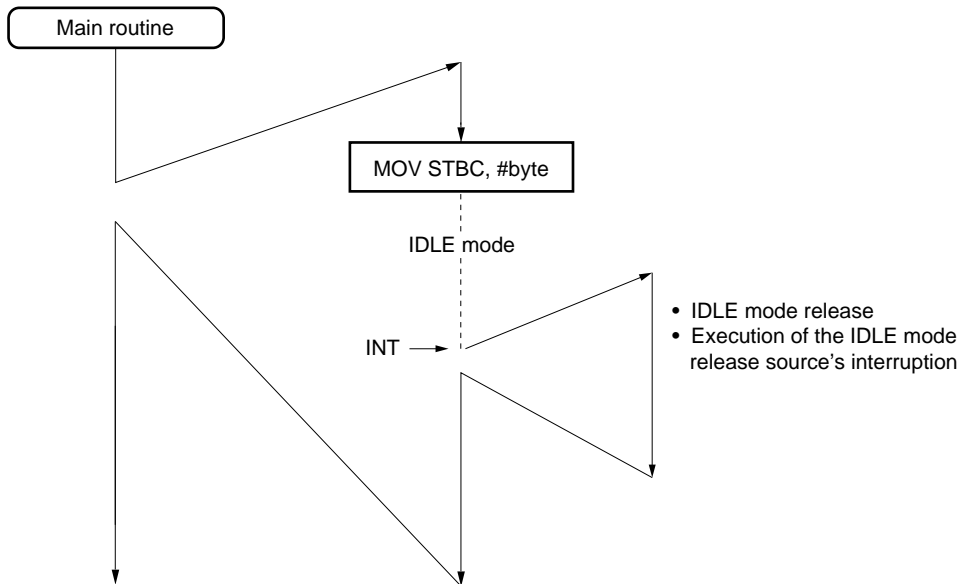 Main routine
MOV STBC, #byte
IDLE mode
INT
• IDLE mode release
• Execution of the IDLE mode
release source’s interruption